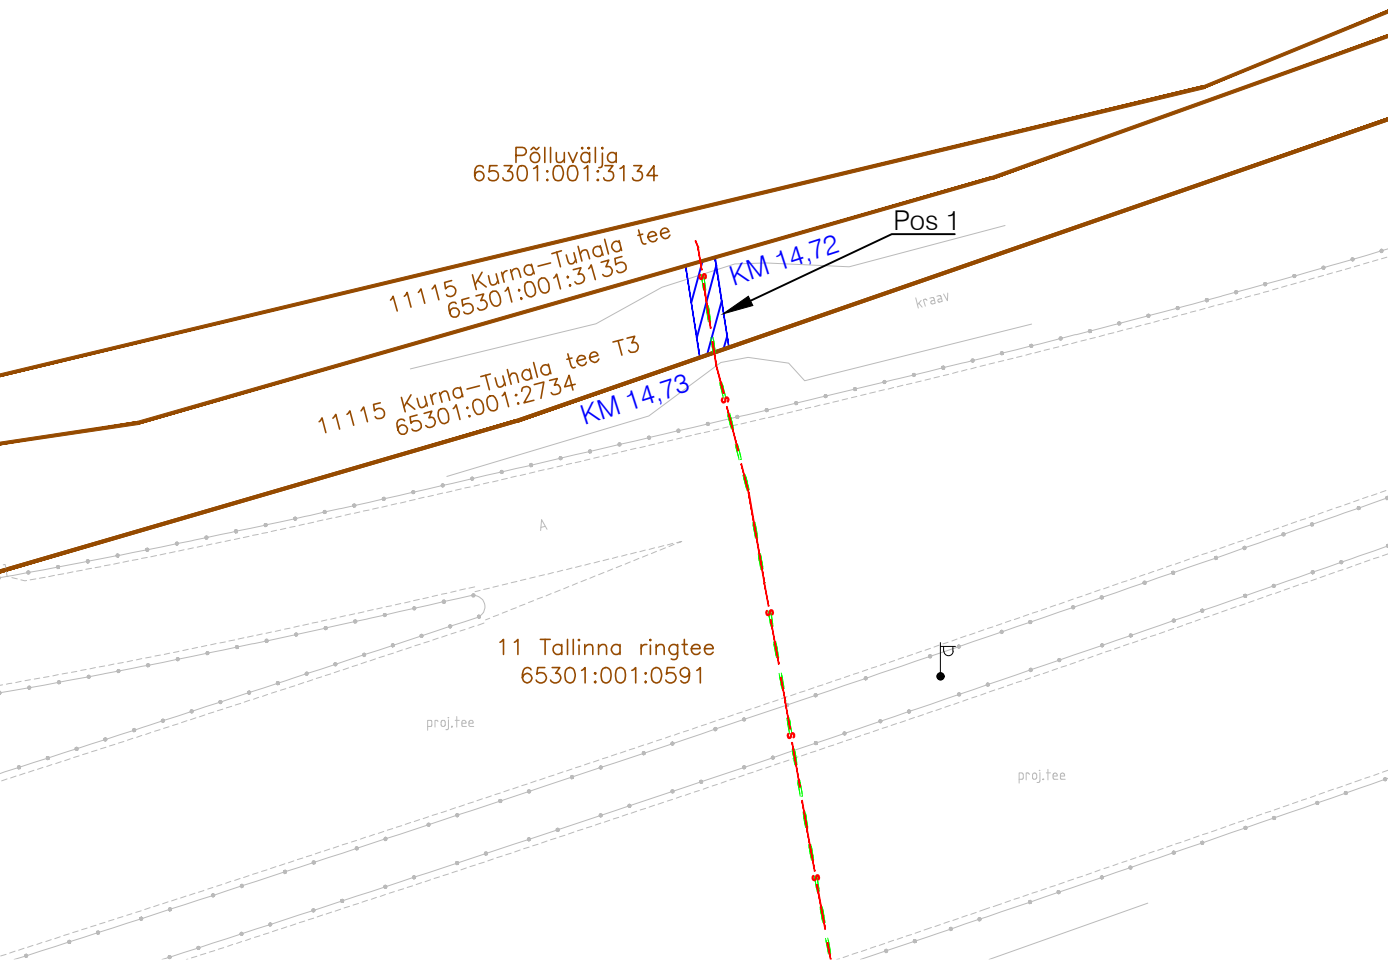 Põlluvälja
65301:001:3134
Pos 1
11115 Kurna-Tuhala tee
65301:001:3135
KM 14,72
kraav
11115 Kurna-Tuhala tee T3
65301:001:2734
KM 14,73
A
11 Tallinna ringtee
65301:001:0591
proj.tee
proj.tee
S
S
S
S
S